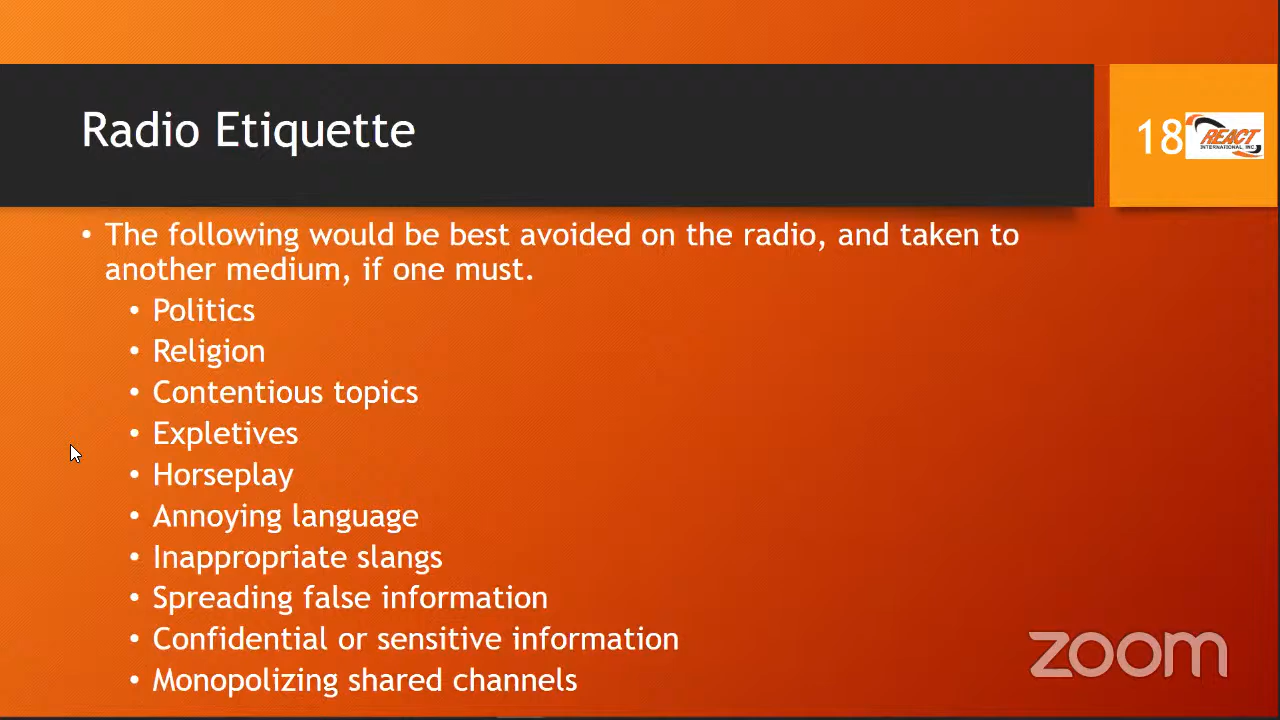 Radio Etiquette
18
REACT
INTERNATIONAL, INC.
• The following would be best avoided on the radio, and taken to
another medium, if one must.
• Politics
• Religion
• Contentious topics
• Expletives
• Horseplay
• Annoying language
• Inappropriate slangs
• Spreading false information
• Confidential or sensitive information
• Monopolizing shared channels
zoom